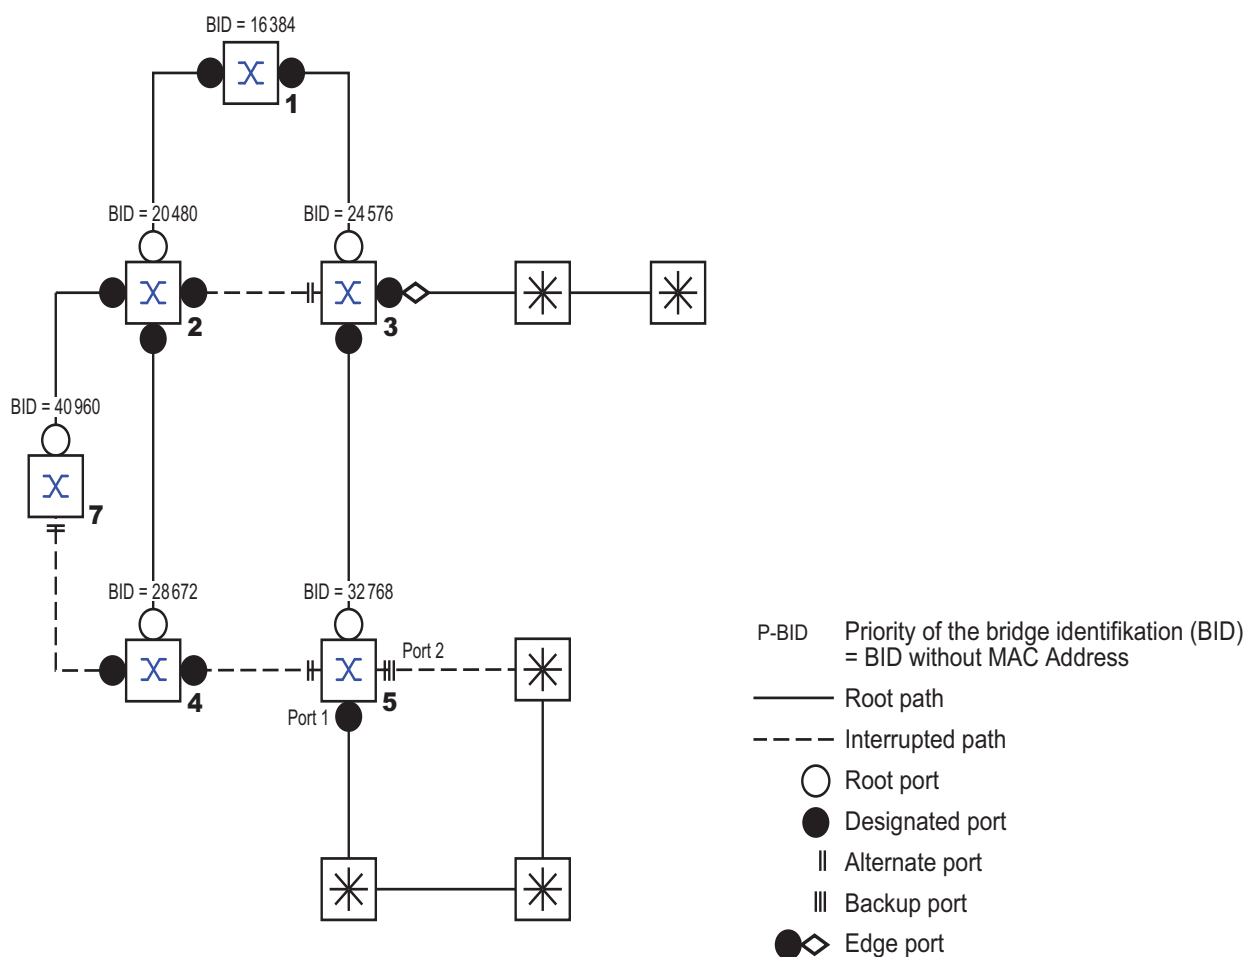 BID = 16384
1
BID = 20480
BID = 24576
2
3
BID = 40960
7
BID = 28672
BID = 32768
Port 2
4
5
Port 1
P-BID Priority of the bridge identifikation (BID)
= BID without MAC Address
Root path
Interrupted path
Root port
Designated port
Alternate port
Backup port
Edge port